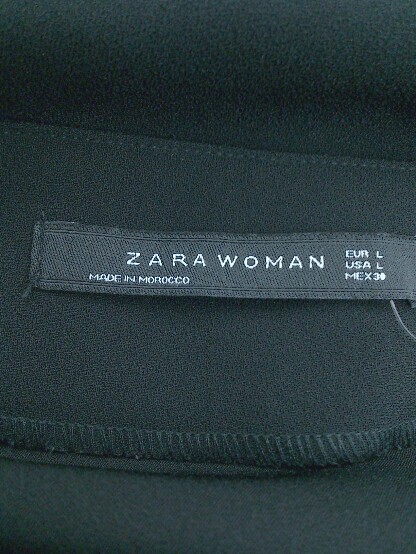 ZARA WOMAN
MADE IN MOROCCO
EUR L
USA L
MEX 30